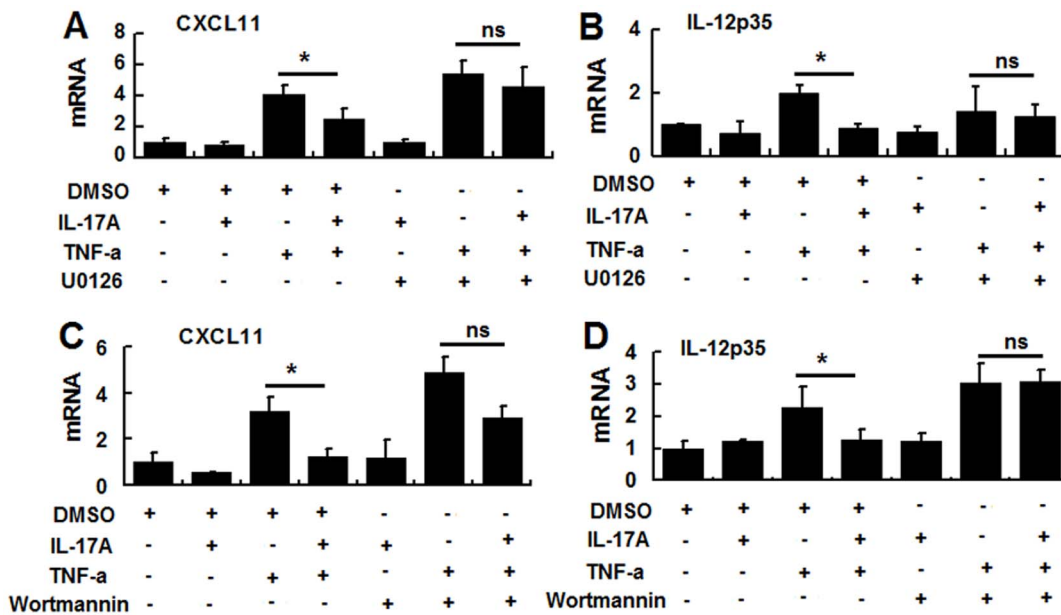 A CXCL11
mRNA
8
6
4
2
0
* ns
DMSO + + + + - - -
IL-17A - + - + + - +
TNF-a - - + + - + +
U0126 - - - - + + +
B IL-12p35
mRNA
4
2
0
* ns
DMSO + + + + - - -
IL-17A - + - + + - +
TNF-a - - + + - + +
U0126 - - - - + + +
C CXCL11
mRNA
6
4
2
0
* ns
DMSO + + + + - - -
IL-17A - + - + + - +
TNF-a - - + + - + +
Wortmannin - - - - + + +
D IL-12p35
mRNA
4
3
2
1
0
* ns
DMSO + + + + - - -
IL-17A - + - + + - +
TNF-a - - + + - + +
Wortmannin - - - - + + +